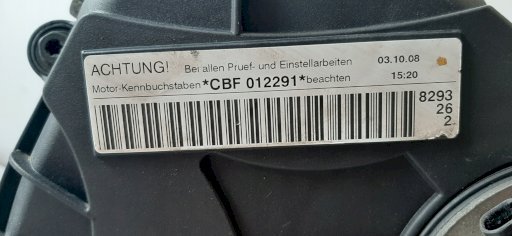 ACHTUNG! Bei allen Pruef- und Einstellarbeiten 03.10.08
Motor-Kennbuchstaben *CBF 012291* beachten 15:20
8293
26
2